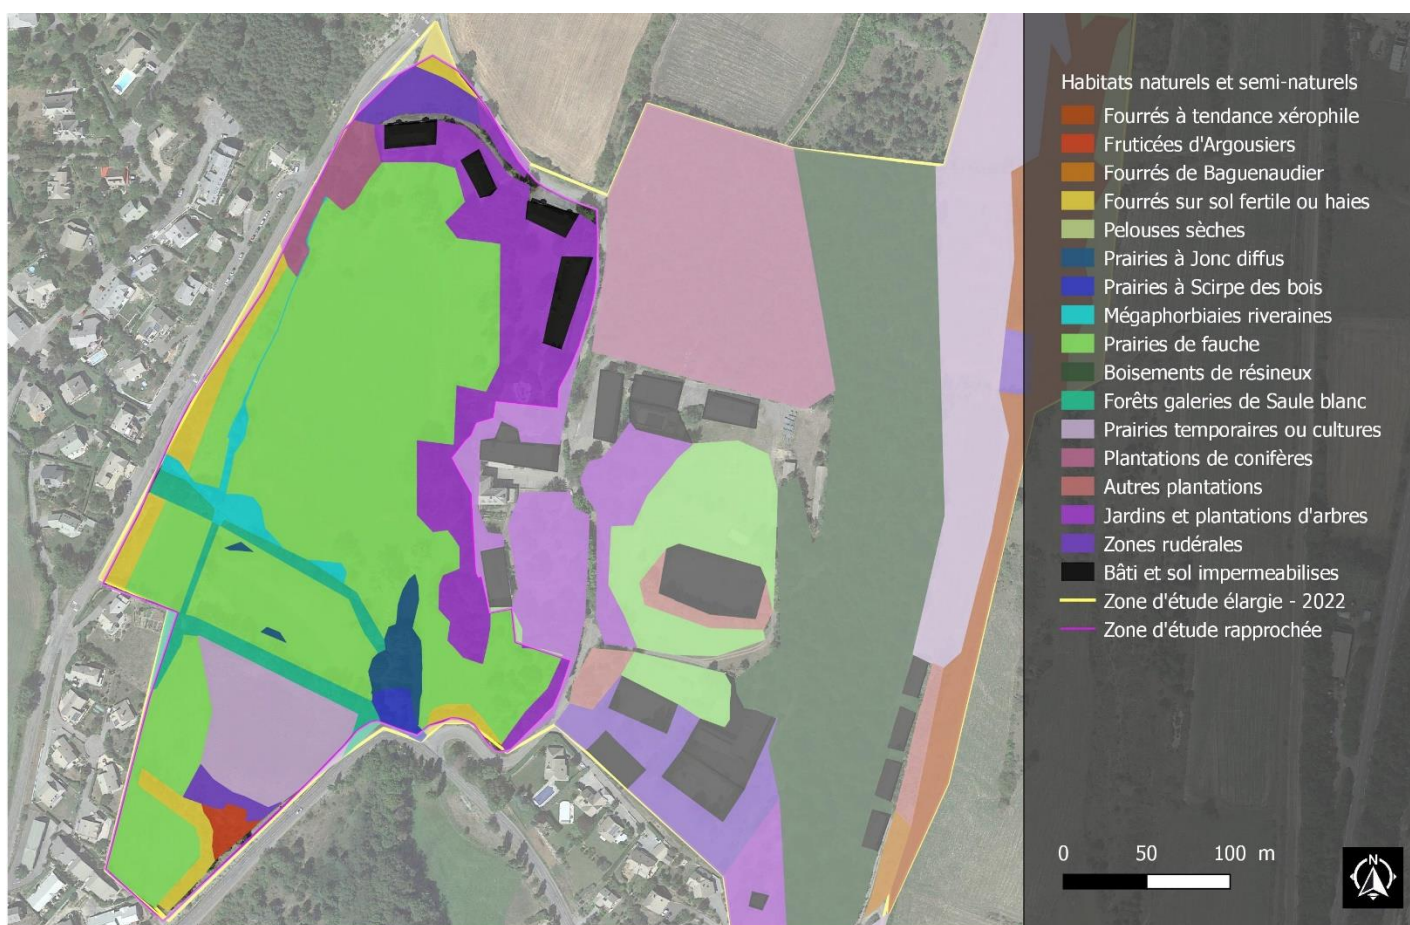 Habitats naturels et semi-naturels
Fourrés à tendance xérophile
Fruticées d'Argousiers
Fourrés de Baguenaudier
Fourrés sur sol fertile ou haies
Pelouses sèches
Prairies à Jonc diffus
Prairies à Scirpe des bois
Mégaphorbiaies riveraines
Prairies de fauche
Boisements de résineux
Forêts galeries de Saule blanc
Prairies temporaires ou cultures
Plantations de conifères
Autres plantations
Jardins et plantations d'arbres
Zones rudérales
Bâti et sol impermeabilises
Zone d'étude élargie - 2022
Zone d'étude rapprochée
0 50 100 m
N